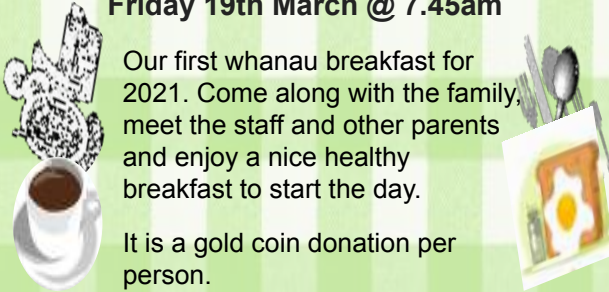 Friday 19th March @ 7.45am
Our first whanau breakfast for
2021. Come along with the family,
meet the staff and other parents
and enjoy a nice healthy
breakfast to start the day.
It is a gold coin donation per
person.